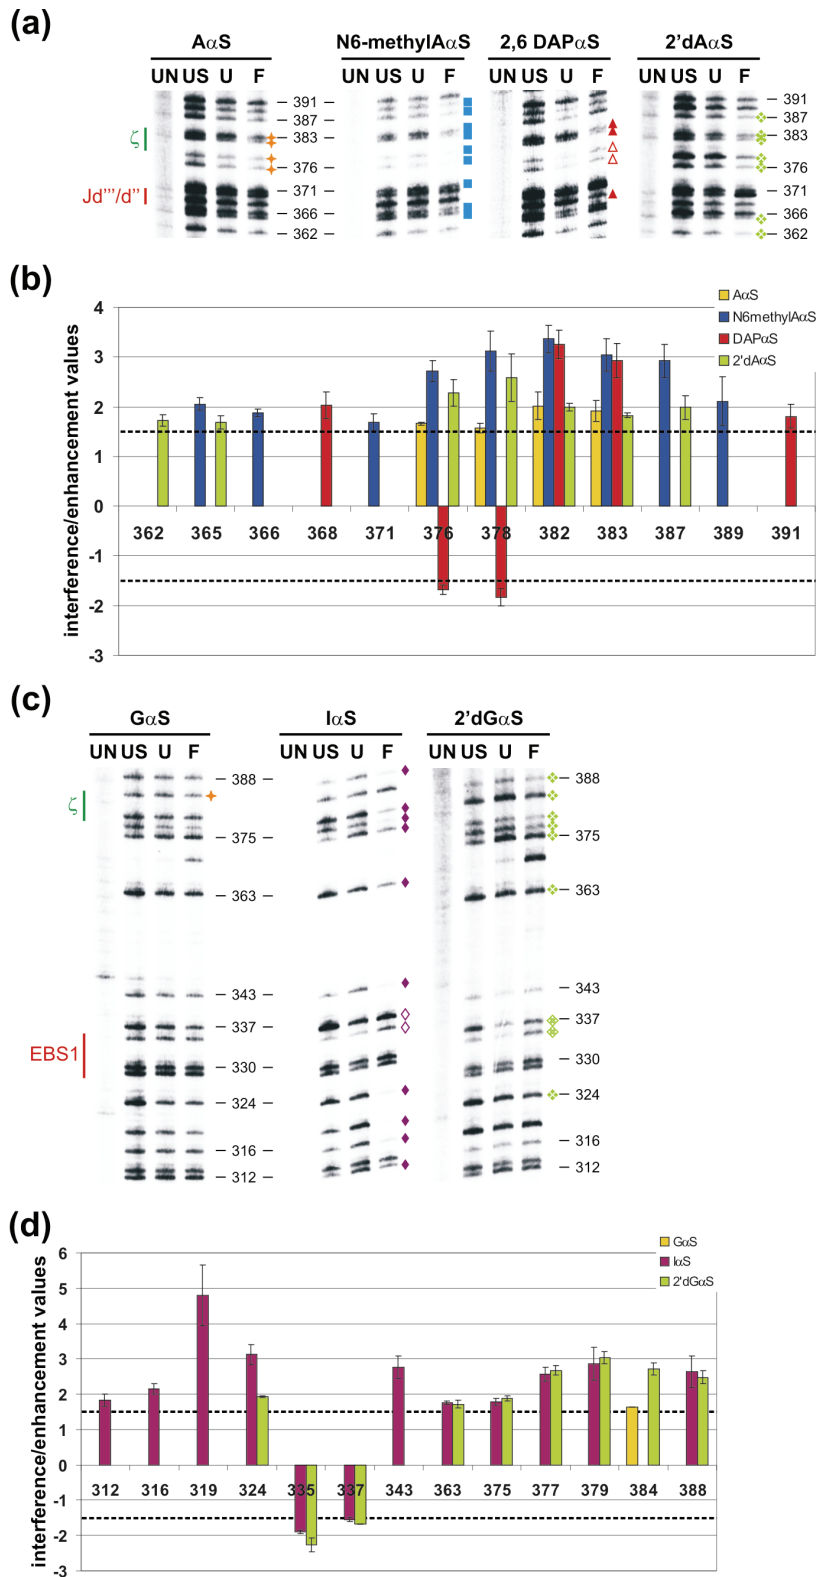 (a)
AαS N6-methylAαS 2,6 DAPαS 2'dAαS
UN US U F UN US U F UN US U F UN US U F
391 391
387 387
ζ 383 383
376 376
Jd'''/d'' 371 371
366 366
362 362
(b)
AαS
N6methylAαS
DAPαS
2'dAαS
interference/enhancement values
4
3
2
1
0
-1
-2
-3
362 365 366 368 371 376 378 382 383 387 389 391
(c)
GαS IαS 2'dGαS
UN US U F UN US U F UN US U F
388 388
ζ
375 375
363 363
343 343
337 337
EBS1 330 330
324 324
316 316
312 312
(d)
GαS
IαS
2'dGαS
interference/enhancement values
6
5
4
3
2
1
0
-1
-2
-3
312 316 319 324 335 337 343 363 375 377 379 384 388